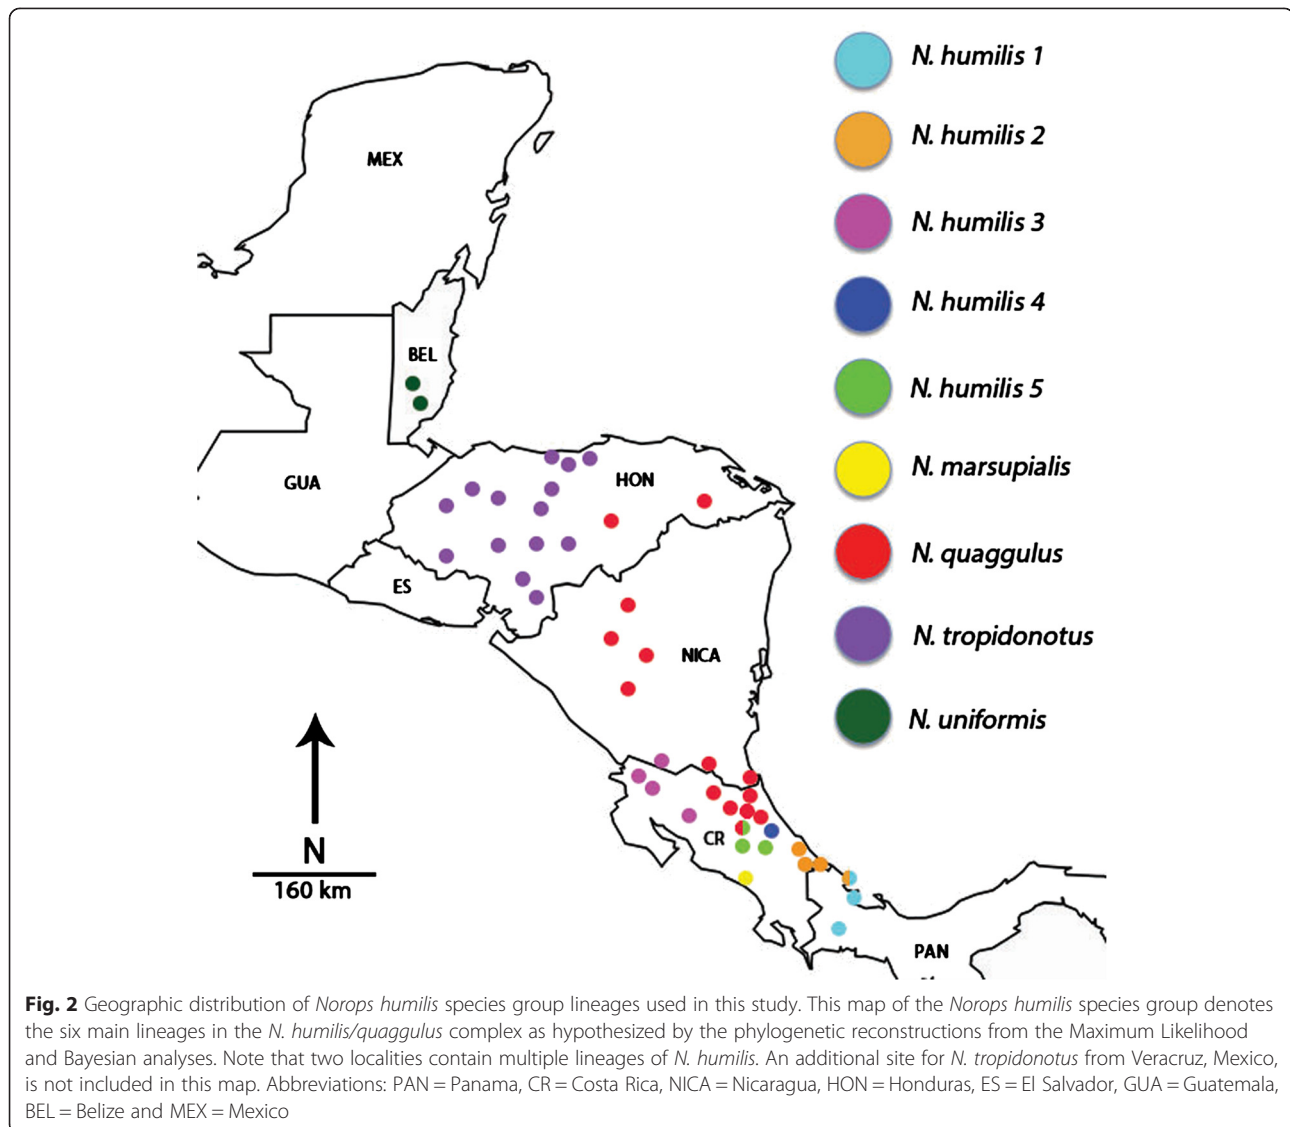 N. humilis 1
N. humilis 2
MEX
N. humilis 3
N. humilis 4
BEL
N. humilis 5
N. marsupialis
GUA
HON
N. quaggulus
ES
N. tropidonotus
NICA
N. uniformis
N
160 km
CR
PAN
Fig. 2 Geographic distribution of Norops humilis species group lineages used in this study. This map of the Norops humilis species group denotes
the six main lineages in the N. humilis/quaggulus complex as hypothesized by the phylogenetic reconstructions from the Maximum Likelihood
and Bayesian analyses. Note that two localities contain multiple lineages of N. humilis. An additional site for N. tropidonotus from Veracruz, Mexico,
is not included in this map. Abbreviations: PAN = Panama, CR = Costa Rica, NICA = Nicaragua, HON = Honduras, ES = El Salvador, GUA = Guatemala,
BEL = Belize and MEX = Mexico